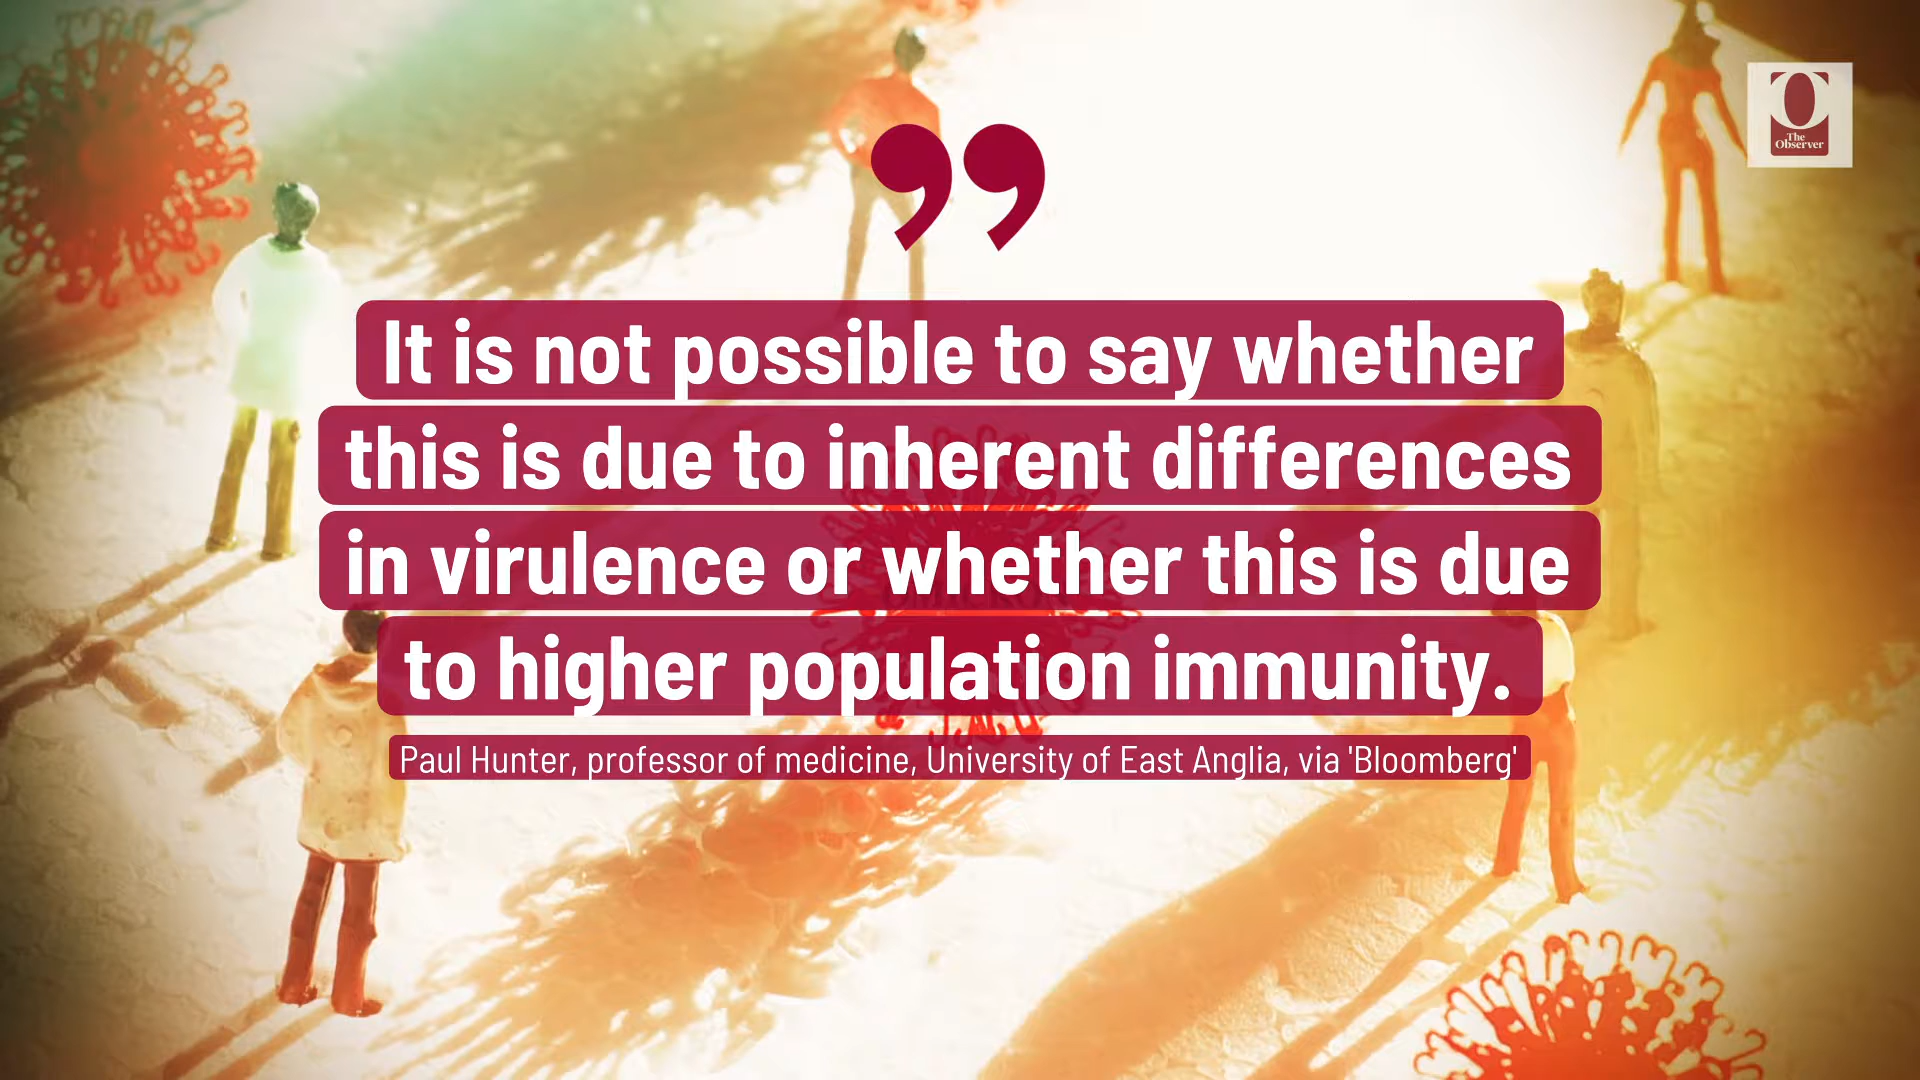 The
Observer
”
It is not possible to say whether
this is due to inherent differences
in virulence or whether this is due
to higher population immunity.
Paul Hunter, professor of medicine, University of East Anglia, via 'Bloomberg'